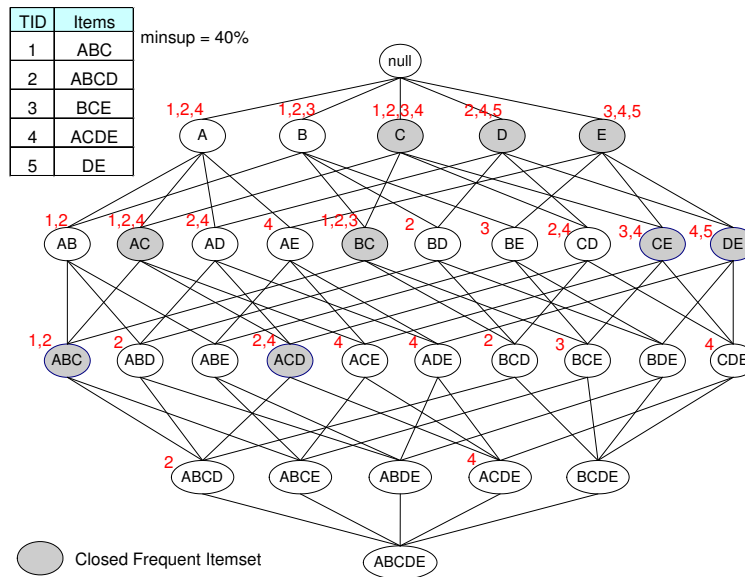 TID Items
1 ABC
2 ABCD
3 BCE
4 ACDE
5 DE
minsup = 40%
null
1,2,4 1,2,3 1,2,3,4 2,4,5 3,4,5
A B C D E
1,2 1,2,4 2,4 4 1,2,3 2 3 2,4 3,4 4,5
AB AC AD AE BC BD BE CD CE DE
1,2 2 2,4 4 4 2 3 4
ABC ABD ABE ACD ACE ADE BCD BCE BDE CDE
2 4
ABCD ABCE ABDE ACDE BCDE
ABCDE
Closed Frequent Itemset